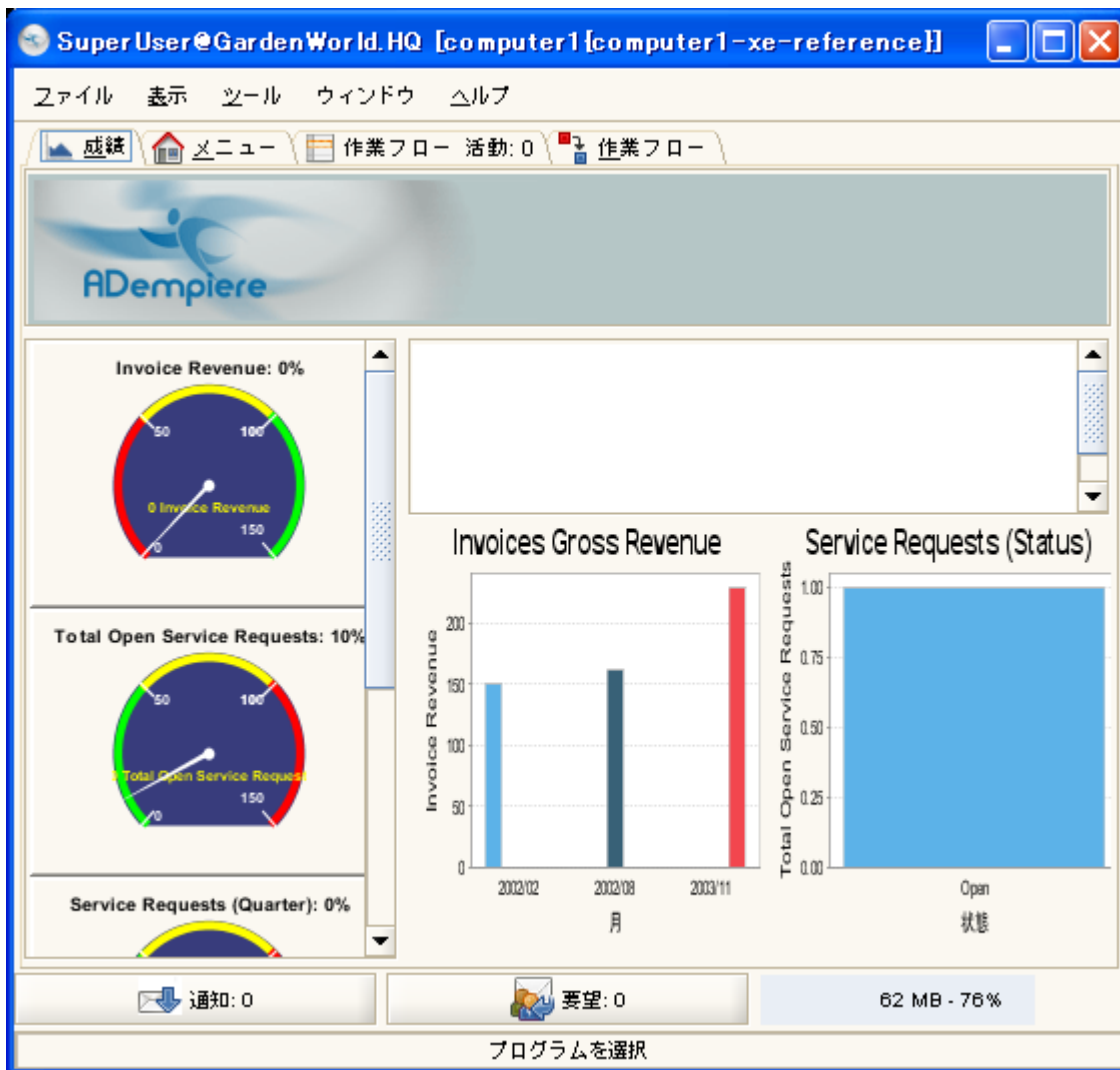 SuperUser@GardenWorld.HQ [computer1{computer1-xe-reference}]
ファイル 表示 ツール ウィンドウ ヘルプ
成績 メニュー 作業フロー 活動: 0 作業フロー
ADempiere
Invoice Revenue: 0%
50
100
0 Invoice Revenue
150
0
Total Open Service Requests: 10%
50
100
Total Open Service Reques
150
0
Service Requests (Quarter): 0%
Invoices Gross Revenue
Invoice Revenue
200
150
100
50
0
2002/02 2002/08 2003/11
月
Service Requests (Status)
Total Open Service Requests
1.00
0.75
0.50
0.25
0.00
Open
状態
通知: 0
要望: 0
62 MB - 76%
プログラムを選択